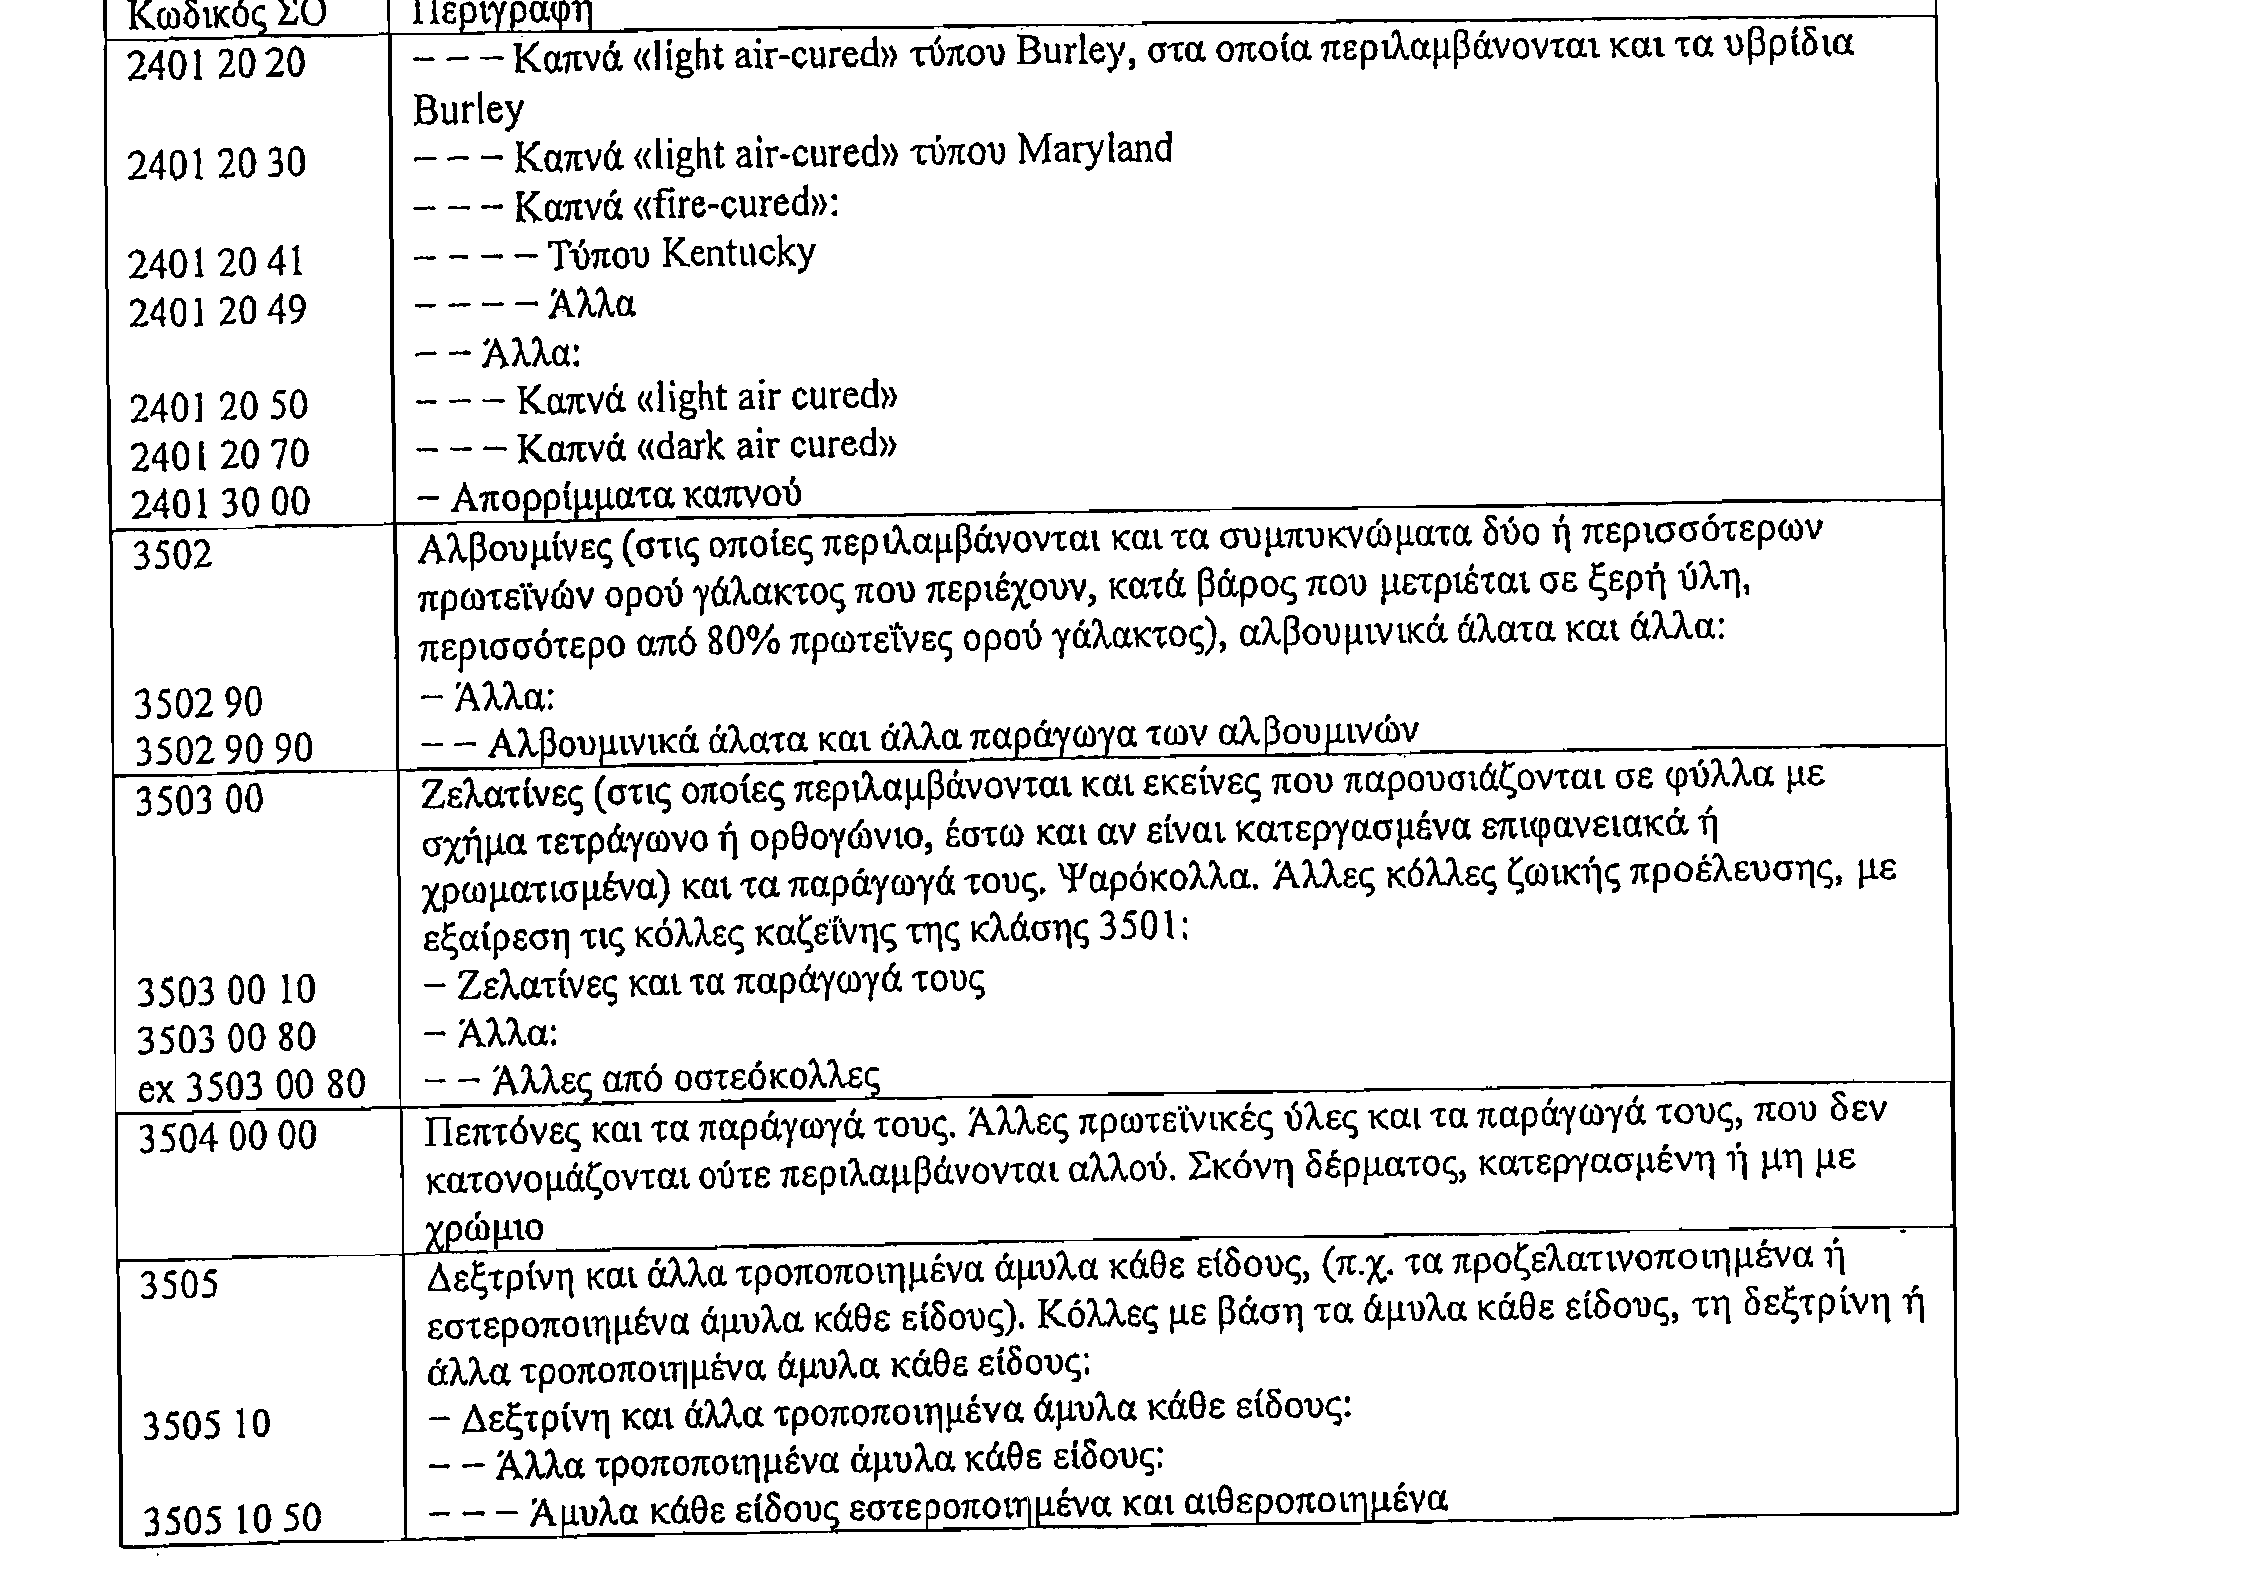 Κωδικός ΣΟ Περιγραφή
2401 20 20 – – – Καπνά «light air-cured» τύπου Burley, στα οποία περιλαμβάνονται και τα υβρίδια
Burley
2401 20 30 – – – Καπνά «light air-cured» τύπου Maryland
– – – Καπνά «fire-cured»:
2401 20 41 – – – – Τύπου Kentucky
2401 20 49 – – – – Άλλα
– – Άλλα:
2401 20 50 – – – Καπνά «light air cured»
2401 20 70 – – – Καπνά «dark air cured»
2401 30 00 – Απορρίμματα καπνού
3502 Αλβουμίνες (στις οποίες περιλαμβάνονται και τα συμπυκνώματα δύο ή περισσότερων
πρωτεϊνών ορού γάλακτος που περιέχουν, κατά βάρος που μετριέται σε ξερή ύλη,
περισσότερο από 80% πρωτεΐνες ορού γάλακτος), αλβουμινικά άλατα και άλλα:
3502 90 – Άλλα:
3502 90 90 – – Αλβουμινικά άλατα και άλλα παράγωγα των αλβουμινών
3503 00 Ζελατίνες (στις οποίες περιλαμβάνονται και εκείνες που παρουσιάζονται σε φύλλα με
σχήμα τετράγωνο ή ορθογώνιο, έστω και αν είναι κατεργασμένα επιφανειακά ή
χρωματισμένα) και τα παράγωγά τους. Ψαρόκολλα. Άλλες κόλλες ζωικής προέλευσης, με
εξαίρεση τις κόλλες καζεΐνης της κλάσης 3501:
3503 00 10 – Ζελατίνες και τα παράγωγά τους
3503 00 80 – Άλλα:
ex 3503 00 80 – – Άλλες από οστεόκολλες
3504 00 00 Πεπτόνες και τα παράγωγά τους. Άλλες πρωτεϊνικές ύλες και τα παράγωγά τους, που δεν
κατονομάζονται ούτε περιλαμβάνονται αλλού. Σκόνη δέρματος, κατεργασμένη ή μη με
χρώμιο
3505 Δεξτρίνη και άλλα τροποποιημένα άμυλα κάθε είδους, (π.χ. τα προζελατινοποιημένα ή
εστεροποιημένα άμυλα κάθε είδους). Κόλλες με βάση τα άμυλα κάθε είδους, τη δεξτρίνη ή
άλλα τροποποιημένα άμυλα κάθε είδους:
3505 10 – Δεξτρίνη και άλλα τροποποιημένα άμυλα κάθε είδους:
– – Άλλα τροποποιημένα άμυλα κάθε είδους:
3505 10 50 – – – Άμυλα κάθε είδους εστεροποιημένα και αιθεροποιημένα